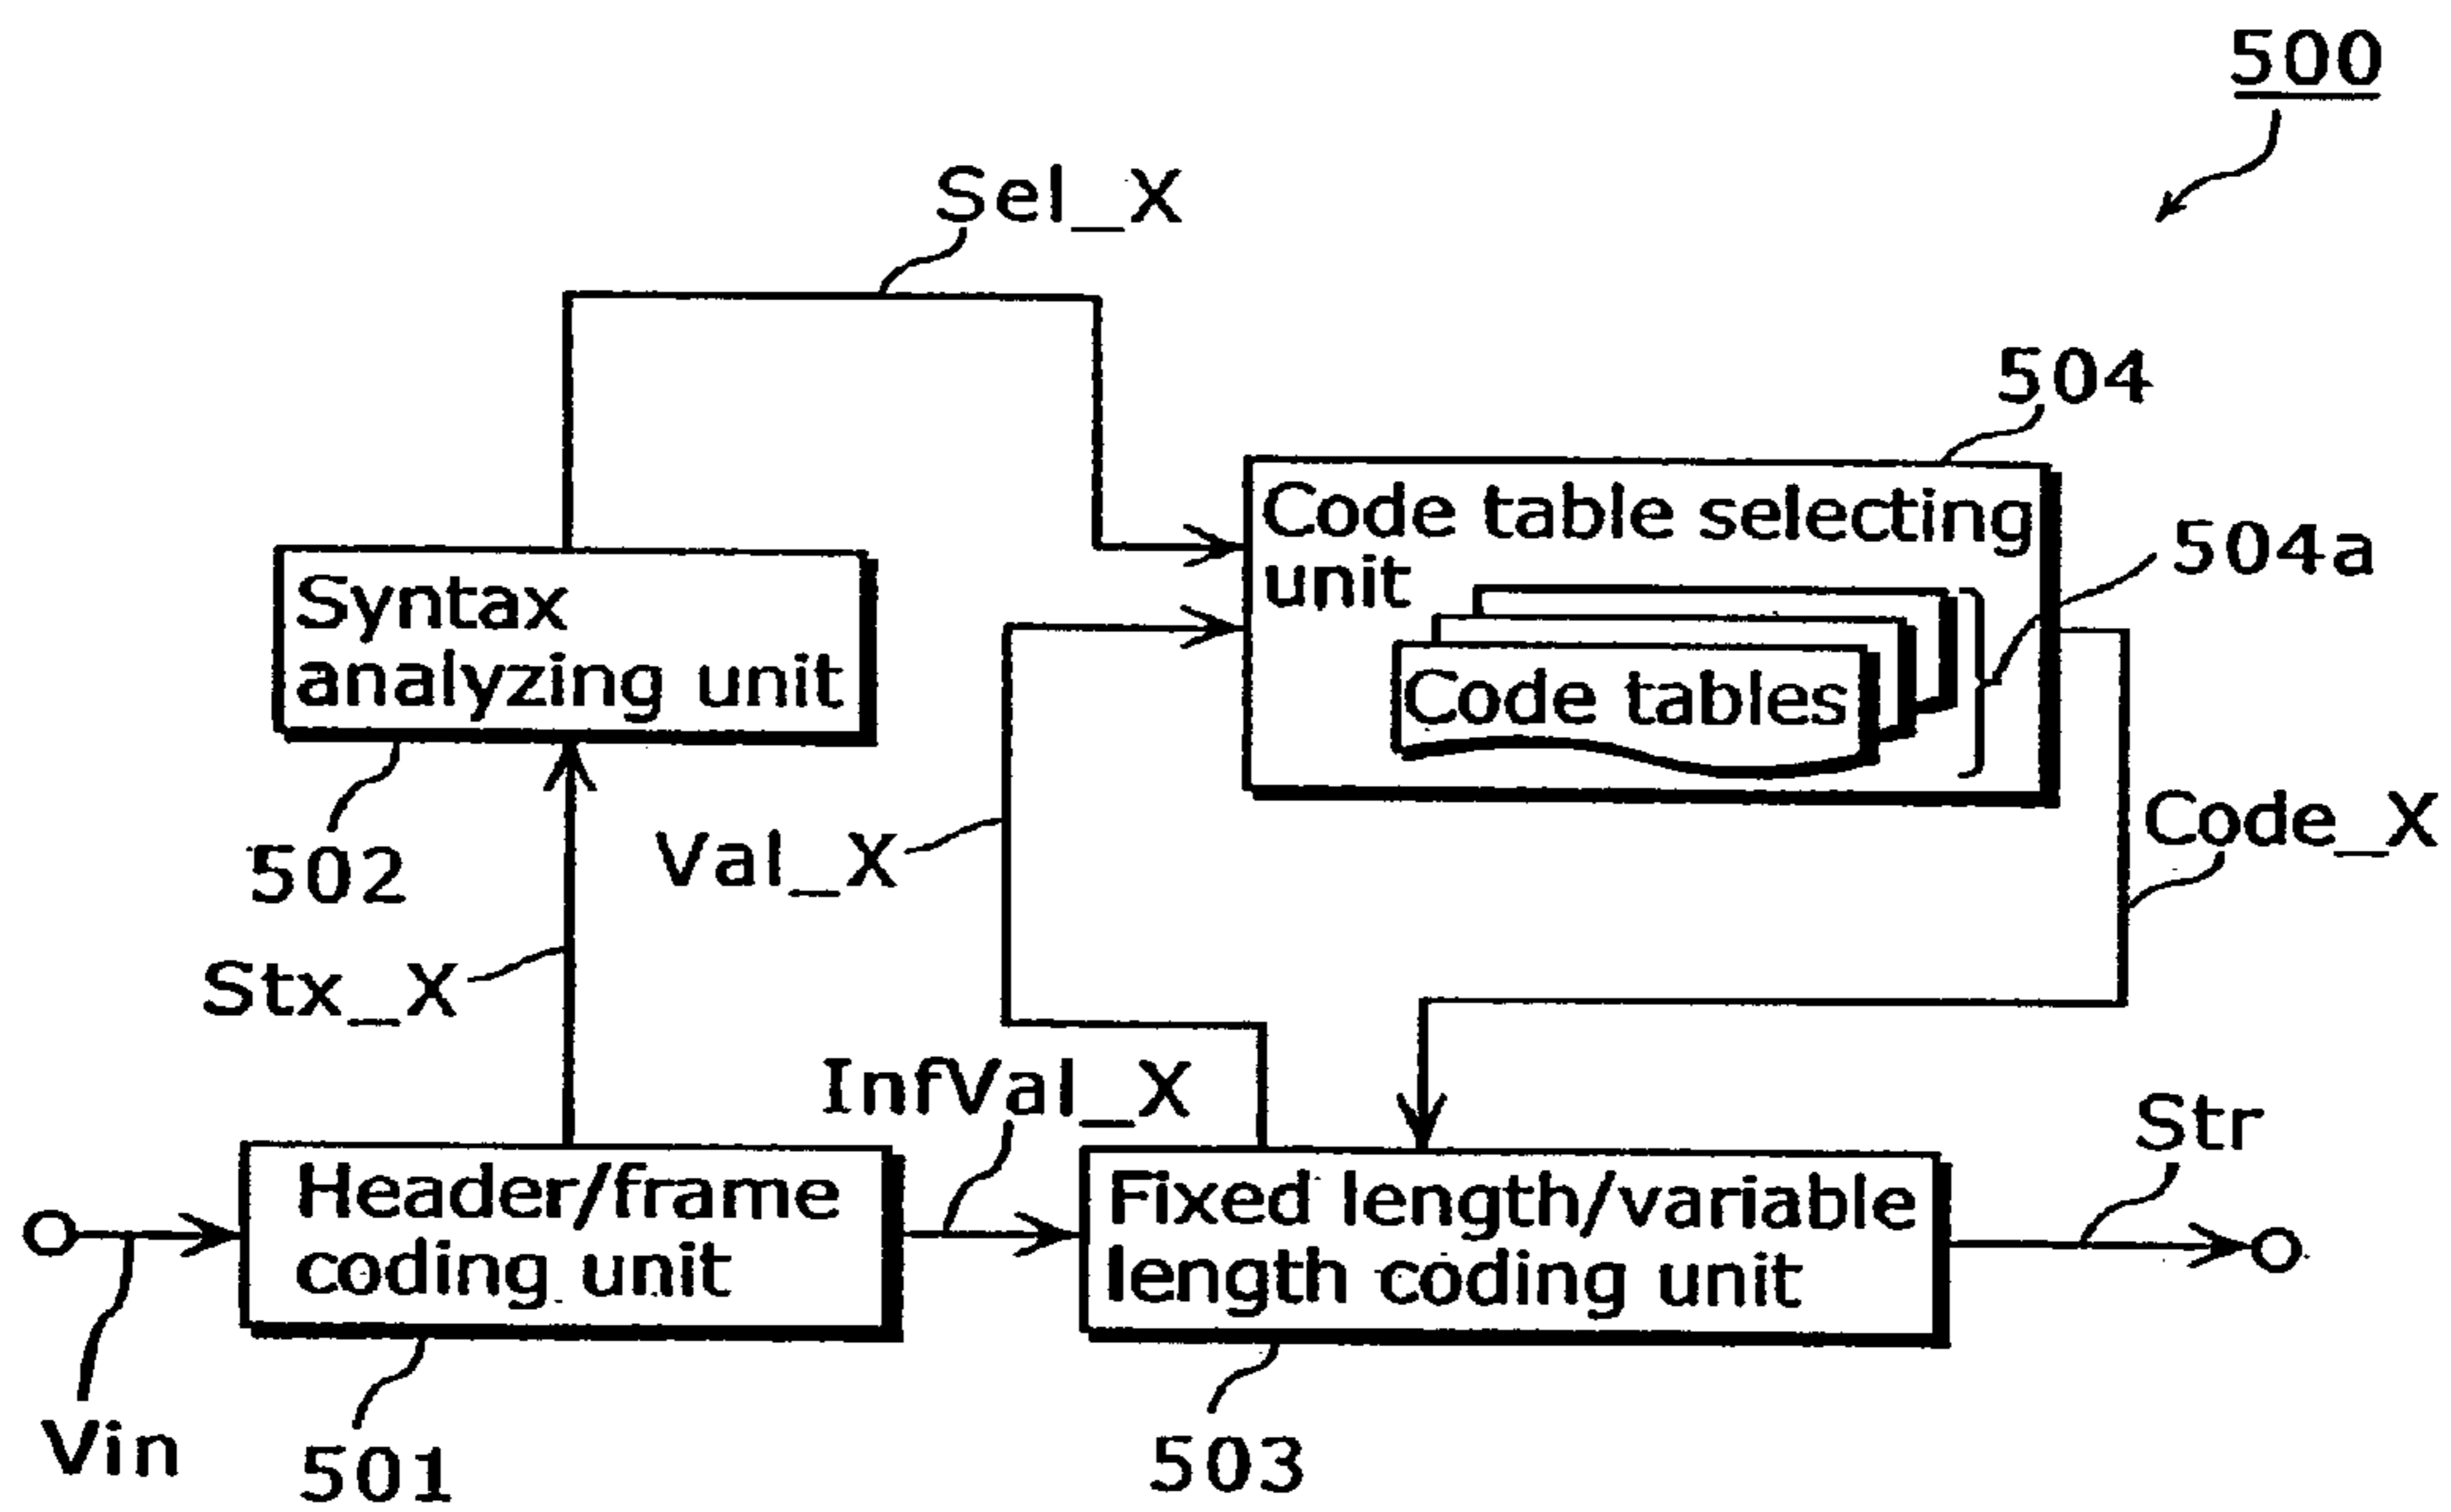 500
Sel_X
504
Code table selecting
unit
504a
Syntax
analyzing unit
Code tables
Code_X
Val_X
502
Stx_X
InfVal_X
Str
Header/frame
coding unit
Fixed length/variable
length coding unit
Vin
501
503